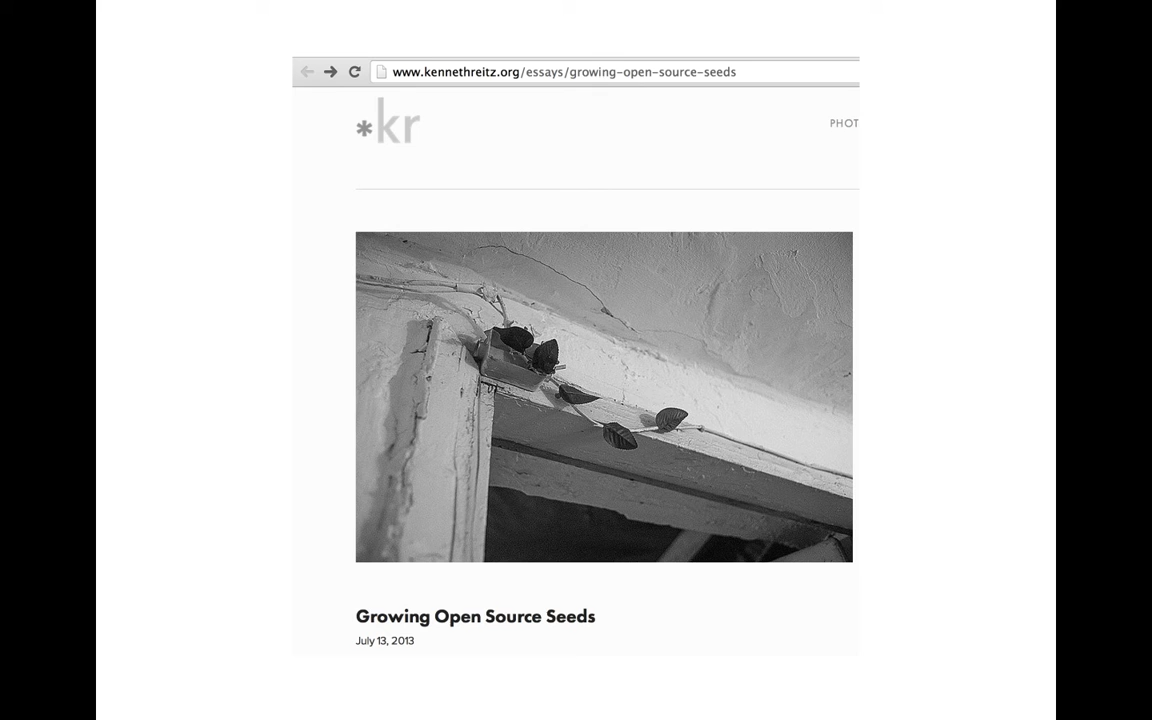 www.kennethreitz.org/essays/growing-open-source-seeds
*kr
PHOT
Growing Open Source Seeds
July 13, 2013